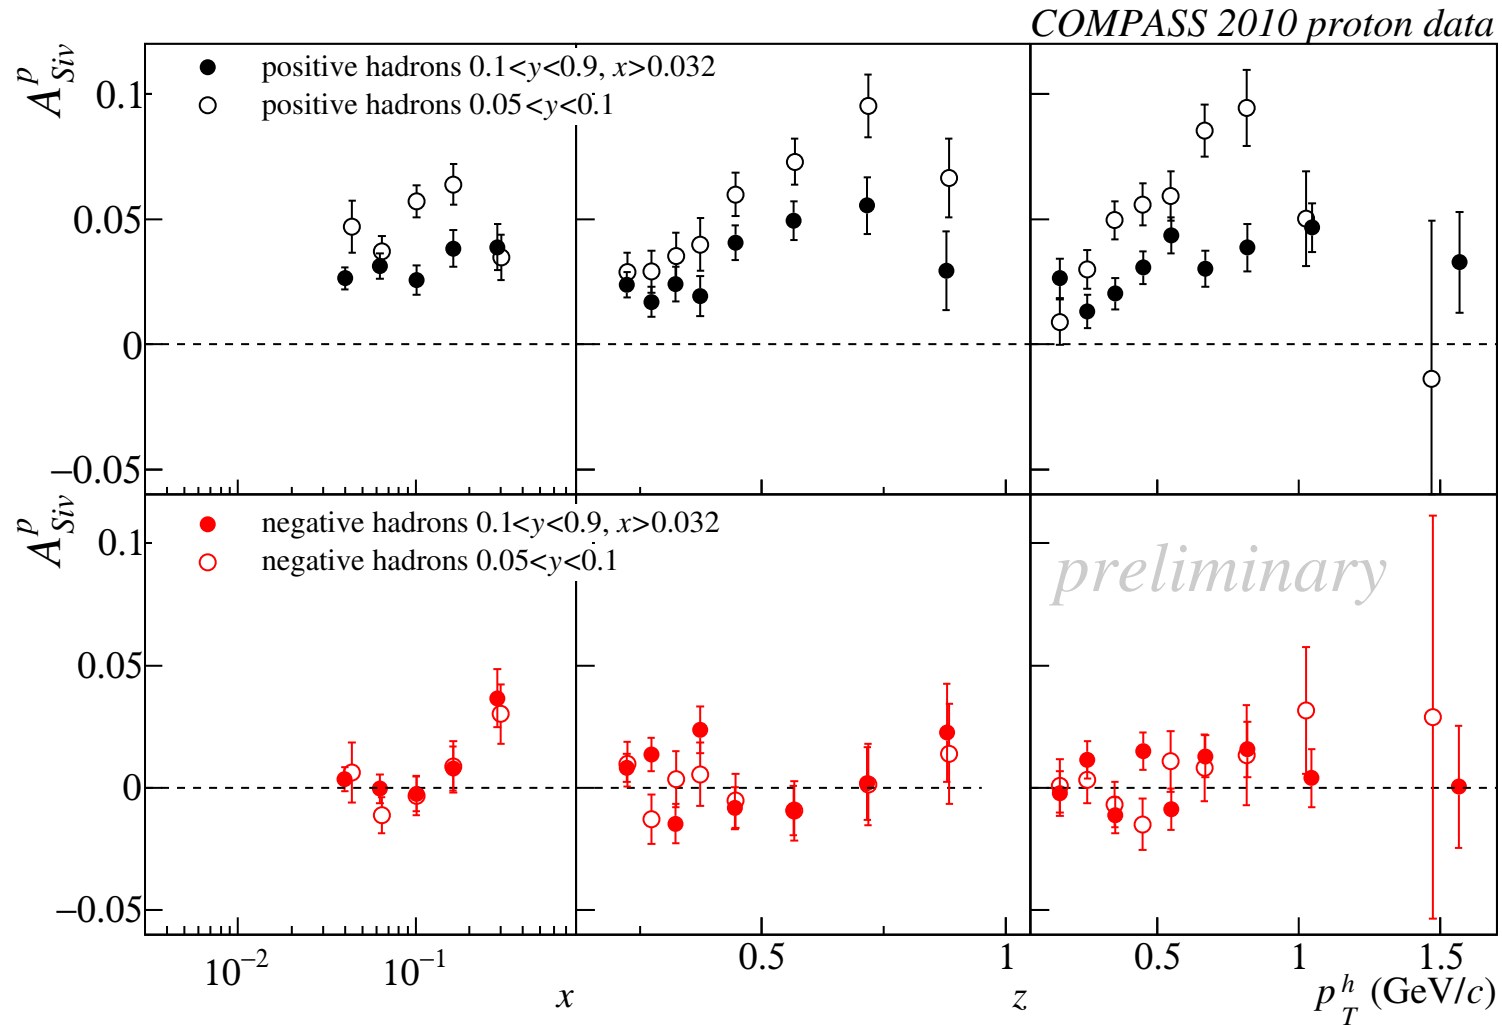 COMPASS 2010 proton data
A^p_Siv
positive hadrons 0.1<y<0.9, x>0.032
positive hadrons 0.05<y<0.1
0.1
0.05
0
−0.05
A^p_Siv
negative hadrons 0.1<y<0.9, x>0.032
negative hadrons 0.05<y<0.1
preliminary
0.1
0.05
0
−0.05
10^−2 10^−1 0.5 1 0.5 1 1.5
x z p_T^h (GeV/c)